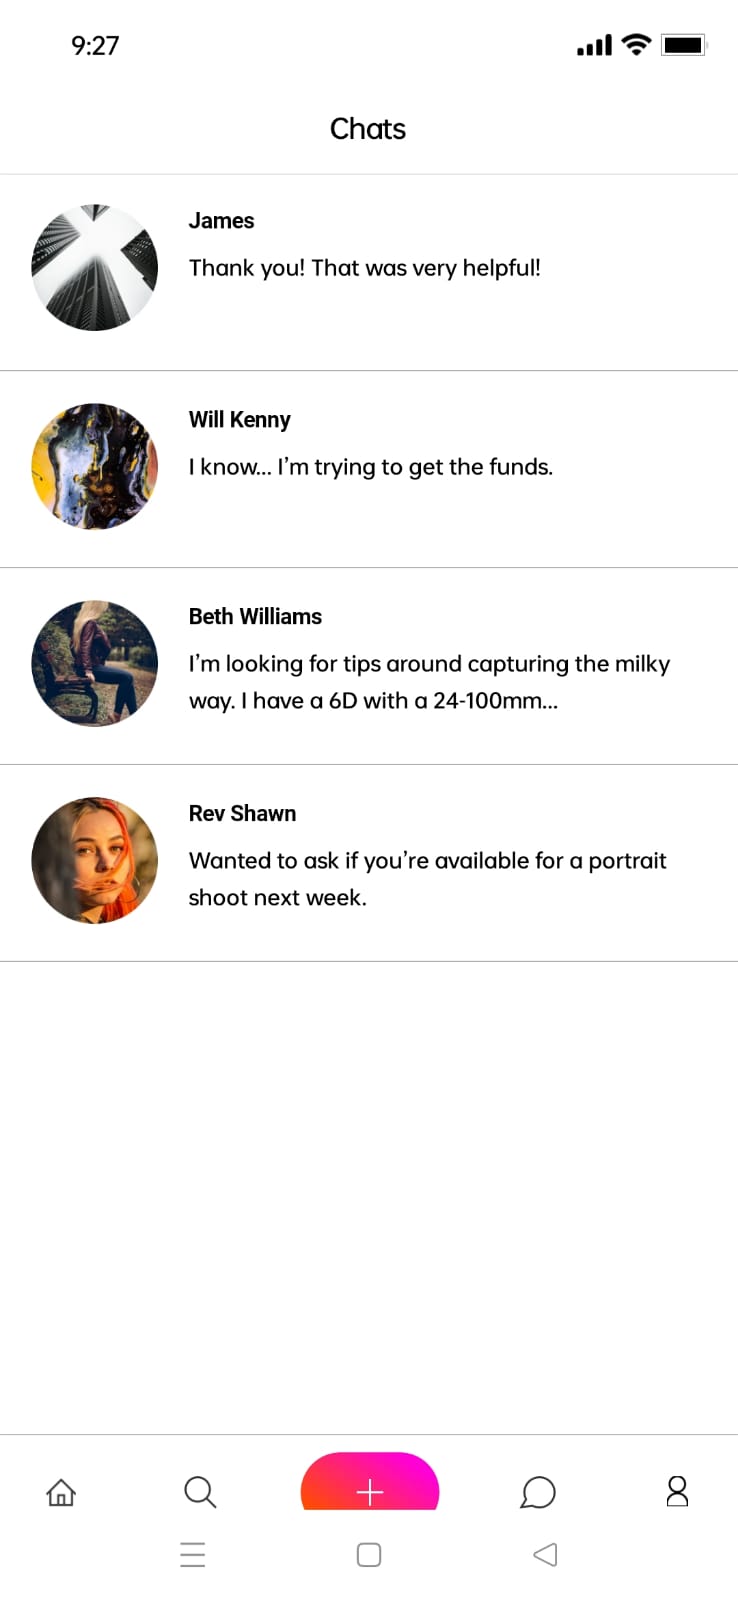 9:27
Chats
James
Thank you! That was very helpful!
Will Kenny
I know... I’m trying to get the funds.
Beth Williams
I’m looking for tips around capturing the milky
way. I have a 6D with a 24-100mm...
Rev Shawn
Wanted to ask if you’re available for a portrait
shoot next week.